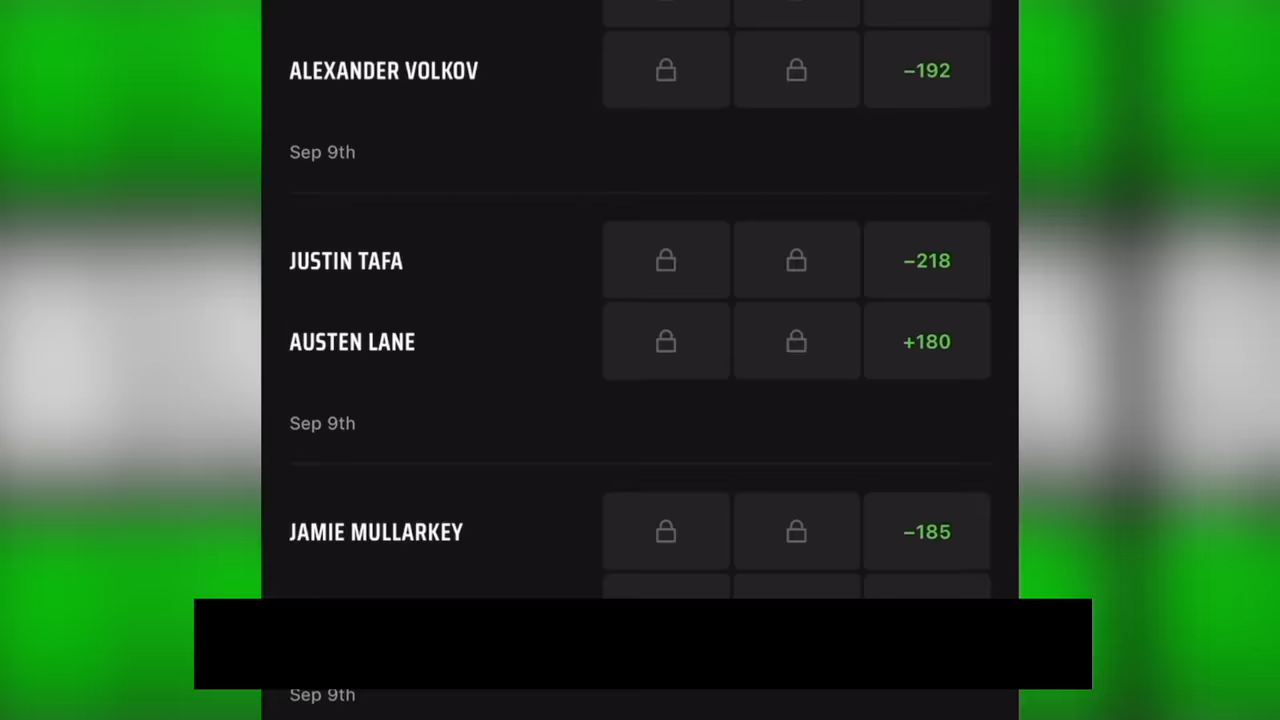 ALEXANDER VOLKOV –192
Sep 9th
JUSTIN TAFA –218
AUSTEN LANE +180
Sep 9th
JAMIE MULLARKEY –185
Sep 9th